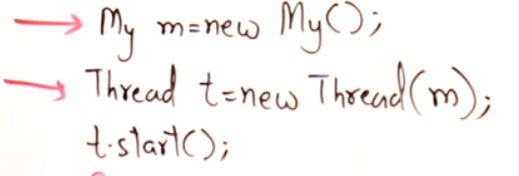 My m=new My();
Thread t=new Thread(m);
t.start();